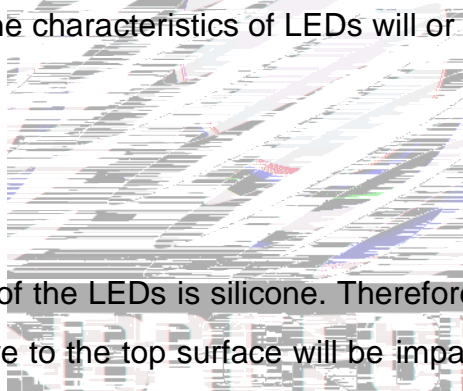 e characteristics of LEDs will or
of the LEDs is silicone. Therefore
e to the top surface will be impa